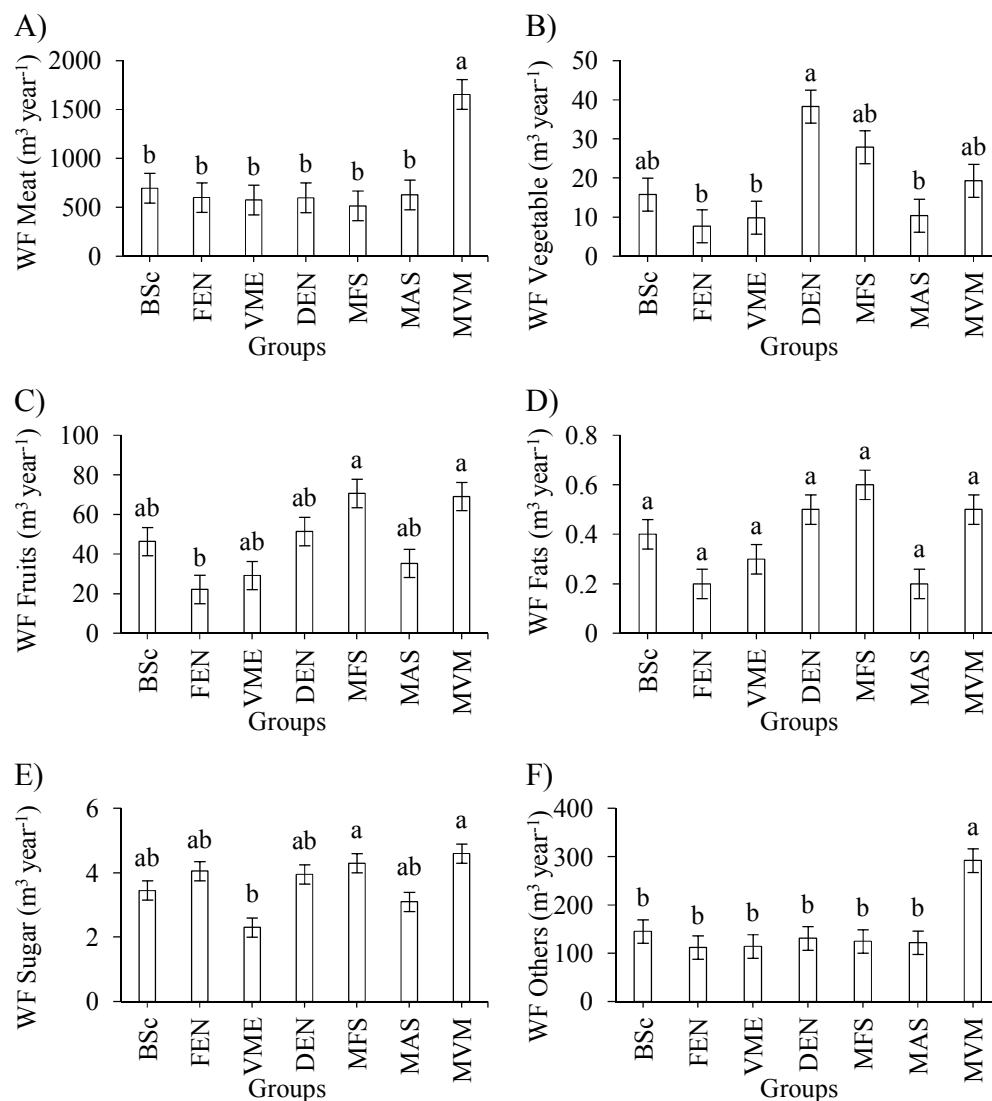 A)
WF Meat (m³ year⁻¹)
2000
1500
1000
500
0
b b b b b b a
BSc FEN VME DEN MFS MAS MVM
Groups
B)
WF Vegetable (m³ year⁻¹)
50
40
30
20
10
0
ab b b a ab b ab
BSc FEN VME DEN MFS MAS MVM
Groups
C)
WF Fruits (m³ year⁻¹)
100
80
60
40
20
0
ab b ab ab a ab a
BSc FEN VME DEN MFS MAS MVM
Groups
D)
WF Fats (m³ year⁻¹)
0.8
0.6
0.4
0.2
0
a a a a a a a
BSc FEN VME DEN MFS MAS MVM
Groups
E)
WF Sugar (m³ year⁻¹)
6
4
2
0
ab ab b ab a ab a
BSc FEN VME DEN MFS MAS MVM
Groups
F)
WF Others (m³ year⁻¹)
400
300
200
100
0
b b b b b b a
BSc FEN VME DEN MFS MAS MVM
Groups